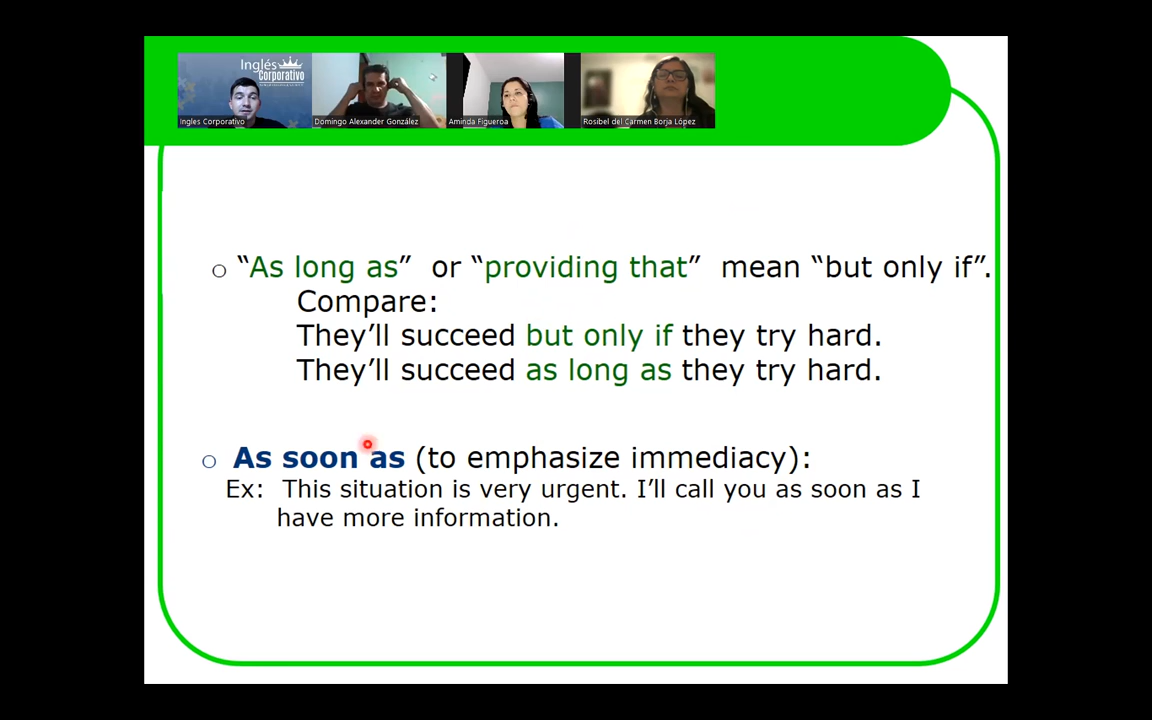 Inglés
Corporativo
Ingles Corporativo
Domingo Alexander González
Aminda Figueroa
Rosibel del Carmen Borja López
○ “As long as” or “providing that” mean “but only if”.
Compare:
They’ll succeed but only if they try hard.
They’ll succeed as long as they try hard.
○ As soon as (to emphasize immediacy):
Ex: This situation is very urgent. I’ll call you as soon as I
have more information.